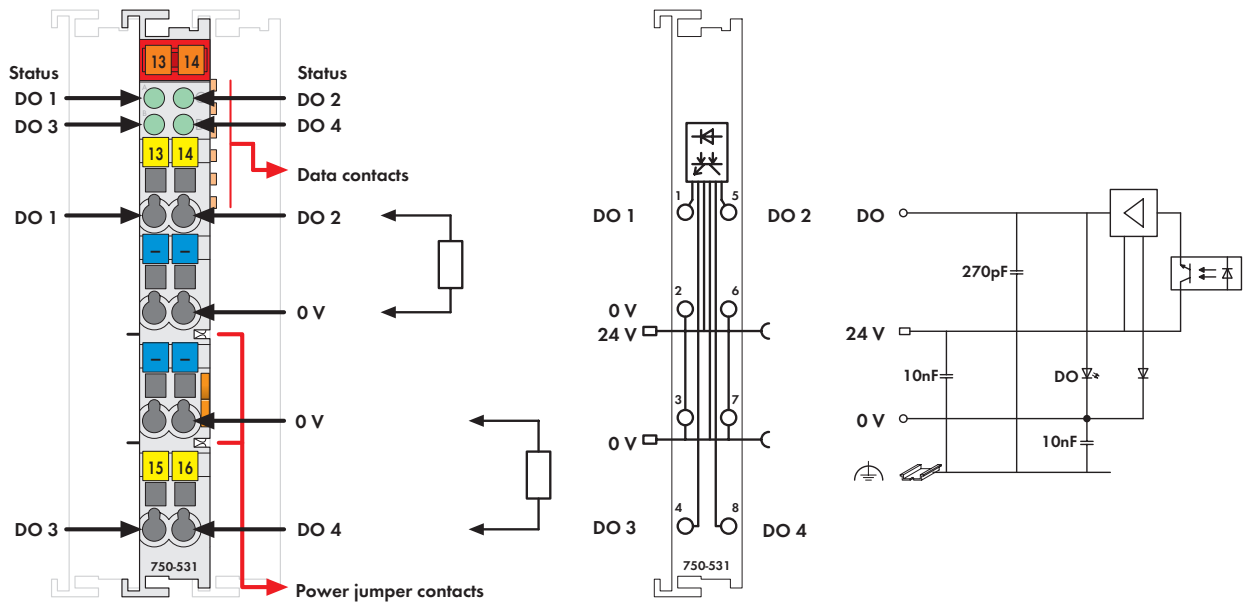 13 14
Status Status
DO 1 DO 2
DO 3 DO 4
13 14
Data contacts
DO 1 DO 2
– –
0 V
– –
0 V
15 16
DO 3 DO 4
750-531
Power jumper contacts
1 5
DO 1 DO 2
2 6
0 V
24 V
3 7
0 V
4 8
DO 3 DO 4
750-531
DO
270pF
24 V
10nF
DO
0 V
10nF